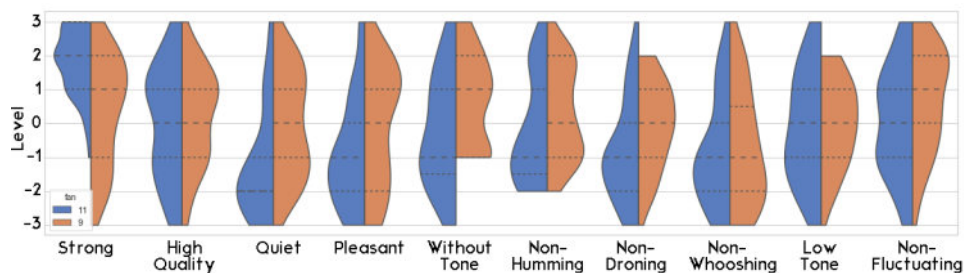 3
2
1
0
-1
-2
-3
Level
fan
11
9
Strong
High
Quality
Quiet
Pleasant
Without
Tone
Non-
Humming
Non-
Droning
Non-
Whooshing
Low
Tone
Non-
Fluctuating